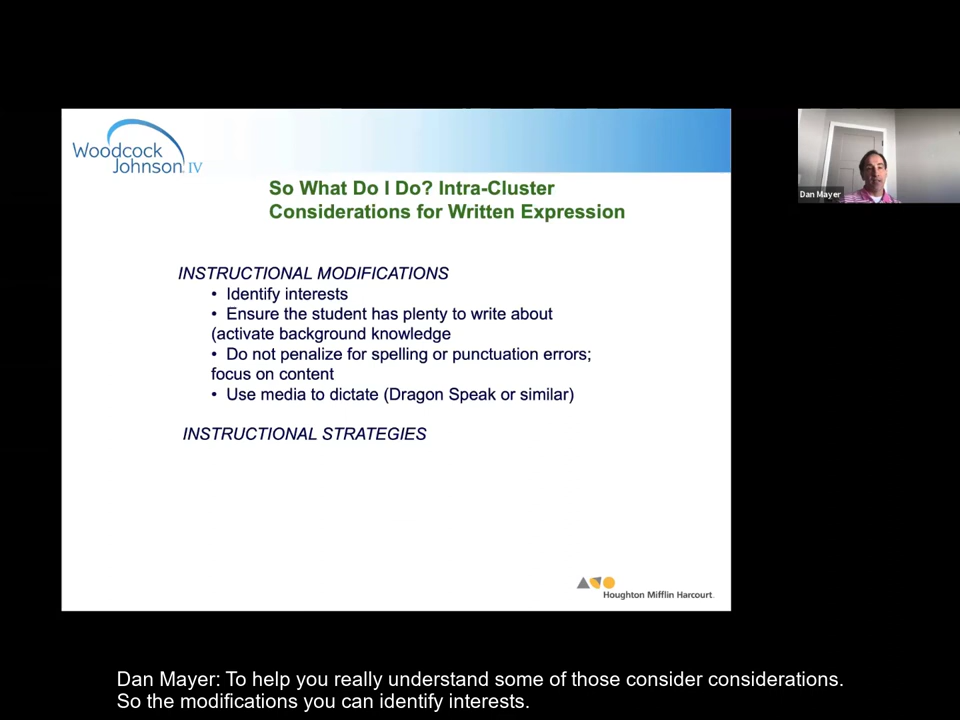 Woodcock
Johnson IV
So What Do I Do? Intra-Cluster
Considerations for Written Expression
INSTRUCTIONAL MODIFICATIONS
• Identify interests
• Ensure the student has plenty to write about
(activate background knowledge
• Do not penalize for spelling or punctuation errors;
focus on content
• Use media to dictate (Dragon Speak or similar)
INSTRUCTIONAL STRATEGIES
Houghton Mifflin Harcourt
Dan Mayer
Dan Mayer: To help you really understand some of those consider considerations.
So the modifications you can identify interests.